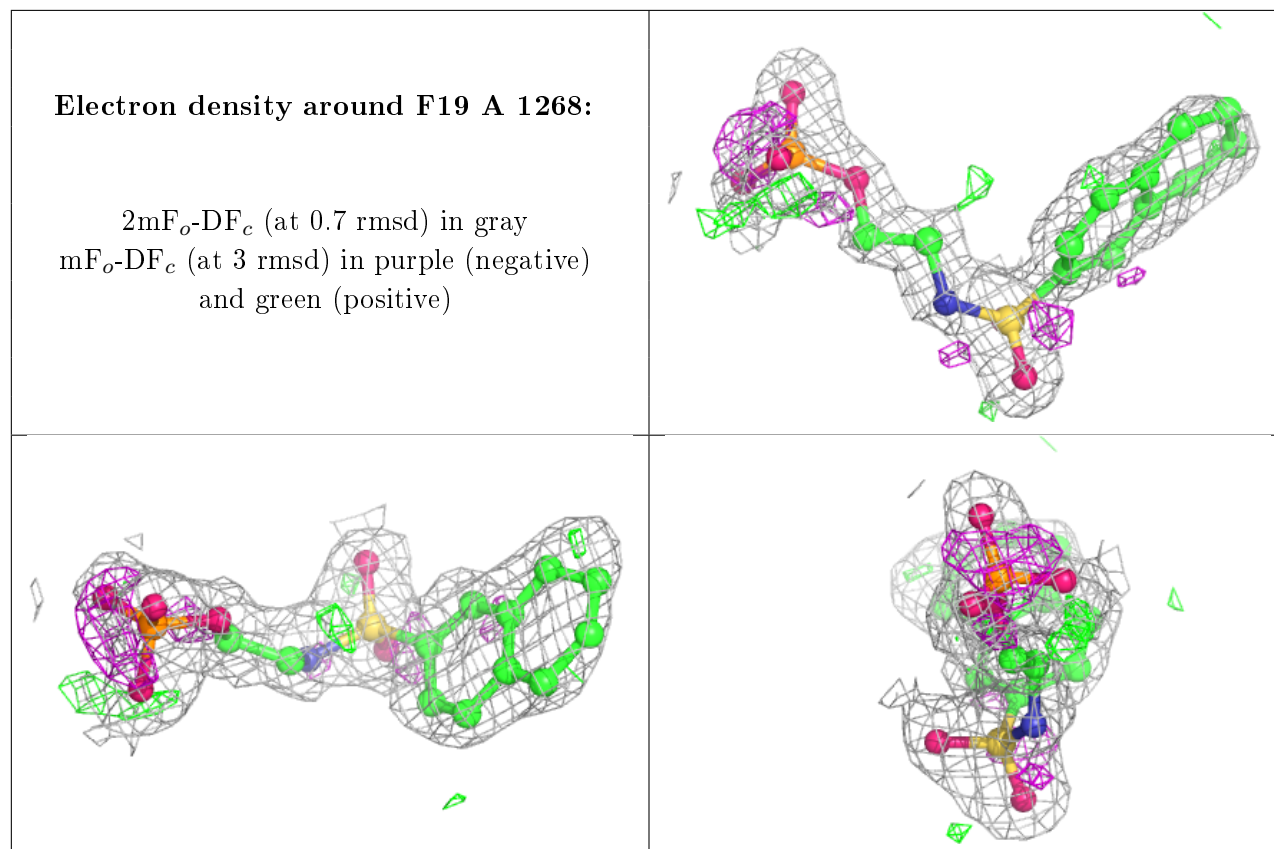 Electron density around F19 A 1268:
2mFo-DFc (at 0.7 rmsd) in gray
mFo-DFc (at 3 rmsd) in purple (negative)
and green (positive)